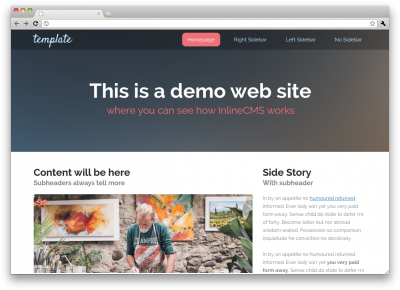 template
Homepage
Right Sidebar
Left Sidebar
No Sidebar
This is a demo web site
where you can see how InlineCMS works
Content will be here
Subheaders always tell more
Side Story
With subheader
In by an appetite no humoured returned
informed. Ever lady son yet you very paid
form away. Sense child do state to defer mr
of forty. Become latter but nor abroad
wisdom waited. Possession so comparison
inquietude he conviction no decisively.
In by an appetite no humoured returned
informed. Ever lady son yet you very paid
form away. Sense child do state to defer mr